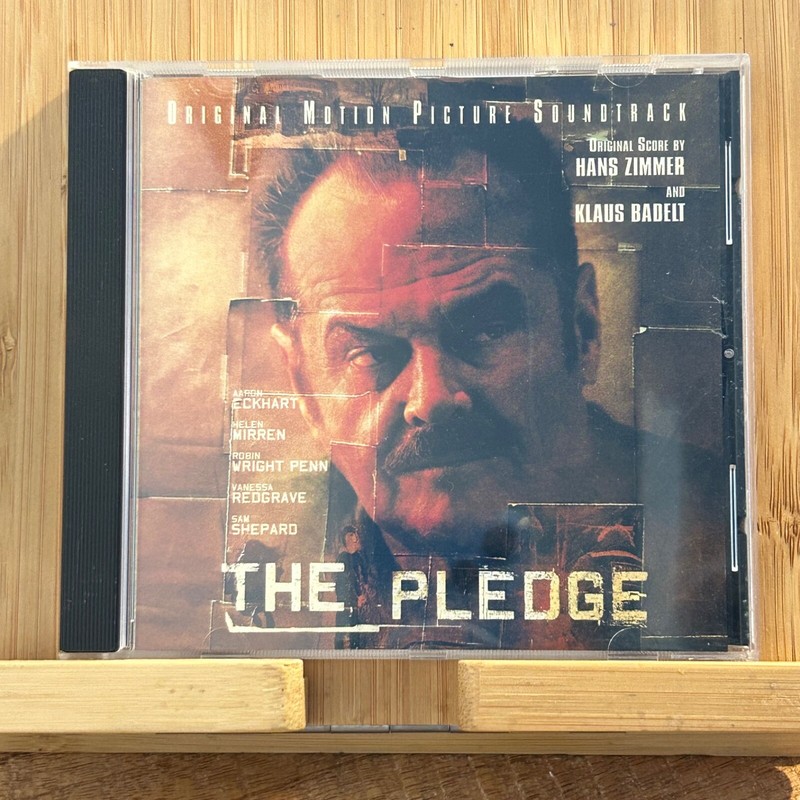 ORIGINAL MOTION PICTURE SOUNDTRACK
ORIGINAL SCORE BY
HANS ZIMMER
AND
KLAUS BADELT
AARON
ECKHART
HELEN
MIRREN
ROBIN
WRIGHT PENN
VANESSA
REDGRAVE
SAM
SHEPARD
THE PLEDGE